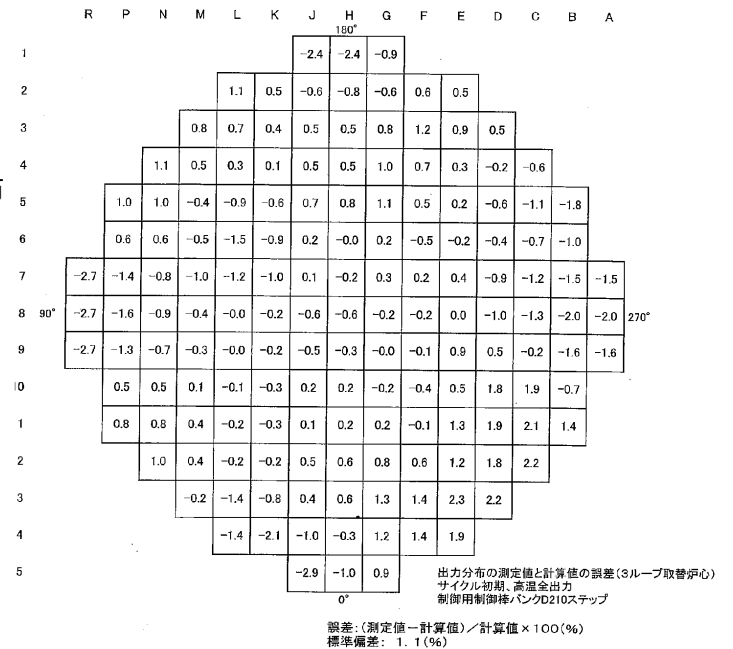 R P N M L K J H G F E D C B A
180°
1 -2.4 -2.4 -0.9
2 1.1 0.5 -0.6 -0.8 -0.6 0.6 0.5
3 0.8 0.7 0.4 0.5 0.5 0.8 1.2 0.9 0.5
4 1.1 0.5 0.3 0.1 0.5 0.5 1.0 0.7 0.3 -0.2 -0.6
5 1.0 1.0 -0.4 -0.9 -0.6 0.7 0.8 1.1 0.5 0.2 -0.6 -1.1 -1.8
6 0.6 0.6 -0.5 -1.5 -0.9 0.2 -0.0 0.2 -0.5 -0.2 -0.4 -0.7 -1.0
7 -2.7 -1.4 -0.8 -1.0 -1.2 -1.0 0.1 -0.2 0.3 0.2 0.4 -0.9 -1.2 -1.5 -1.5
8 90° -2.7 -1.6 -0.9 -0.4 -0.0 -0.2 -0.6 -0.6 -0.2 -0.2 0.0 -1.0 -1.3 -2.0 -2.0 270°
9 -2.7 -1.3 -0.7 -0.3 -0.0 -0.2 -0.5 -0.3 -0.0 -0.1 0.9 0.5 -0.2 -1.6 -1.6
10 0.5 0.5 0.1 -0.1 -0.3 0.2 0.2 -0.2 -0.4 0.5 1.8 1.9 -0.7
1 0.8 0.8 0.4 -0.2 -0.3 0.1 0.2 0.2 -0.1 1.3 1.9 2.1 1.4
2 1.0 0.4 -0.2 -0.2 0.5 0.6 0.8 0.6 1.2 1.8 2.2
3 -0.2 -1.4 -0.8 0.4 0.6 1.3 1.4 2.3 2.2
4 -1.4 -2.1 -1.0 -0.3 1.2 1.4 1.9
5 -2.9 -1.0 0.9
0°
出力分布の測定値と計算値の誤差(3ループ取替炉心)
サイクル初期、高温全出力
制御用制御棒バンクD210ステップ
誤差:(測定値-計算値)/計算値×100(%)
標準偏差: 1.1(%)